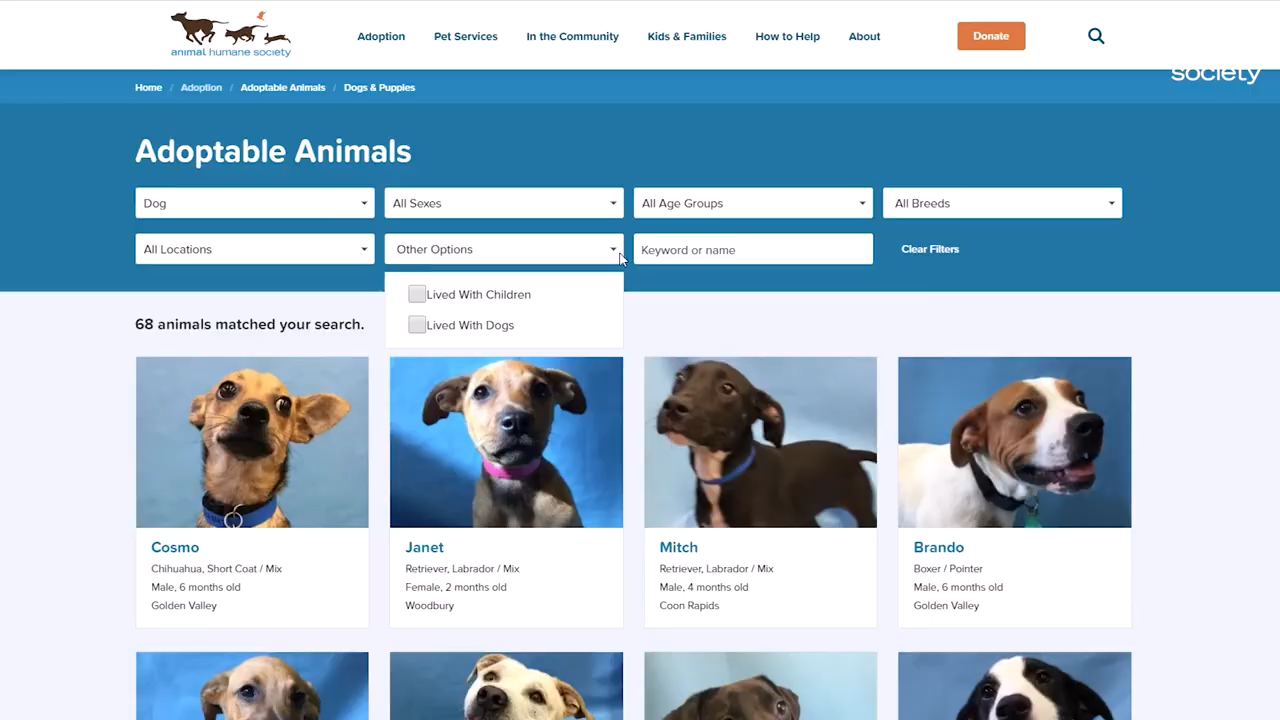 animal humane society
Adoption
Pet Services
In the Community
Kids & Families
How to Help
About
Donate
society
Home / Adoption / Adoptable Animals / Dogs & Puppies
Adoptable Animals
Dog
All Sexes
All Age Groups
All Breeds
All Locations
Other Options
Keyword or name
Clear Filters
Lived With Children
Lived With Dogs
68 animals matched your search.
Cosmo
Chihuahua, Short Coat / Mix
Male, 6 months old
Golden Valley
Janet
Retriever, Labrador / Mix
Female, 2 months old
Woodbury
Mitch
Retriever, Labrador / Mix
Male, 4 months old
Coon Rapids
Brando
Boxer / Pointer
Male, 6 months old
Golden Valley